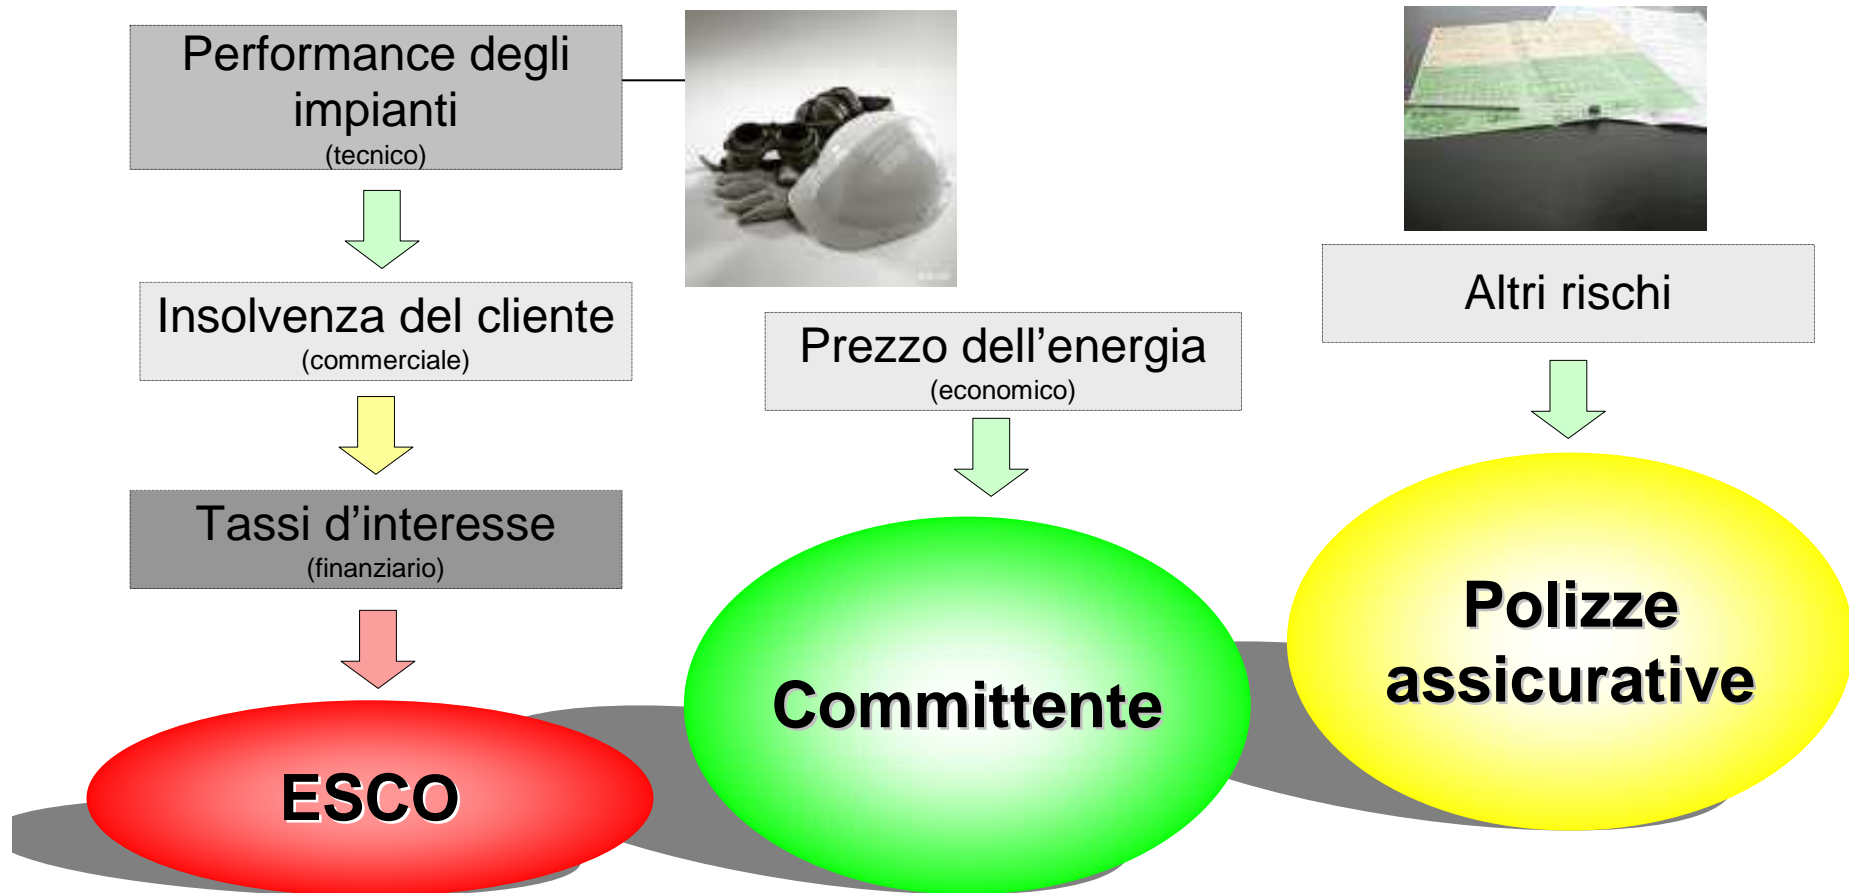 Performance degli
impianti
(tecnico)
Insolvenza del cliente
(commerciale)
Tassi d’interesse
(finanziario)
ESCO
Prezzo dell’energia
(economico)
Committente
Altri rischi
Polizze
assicurative